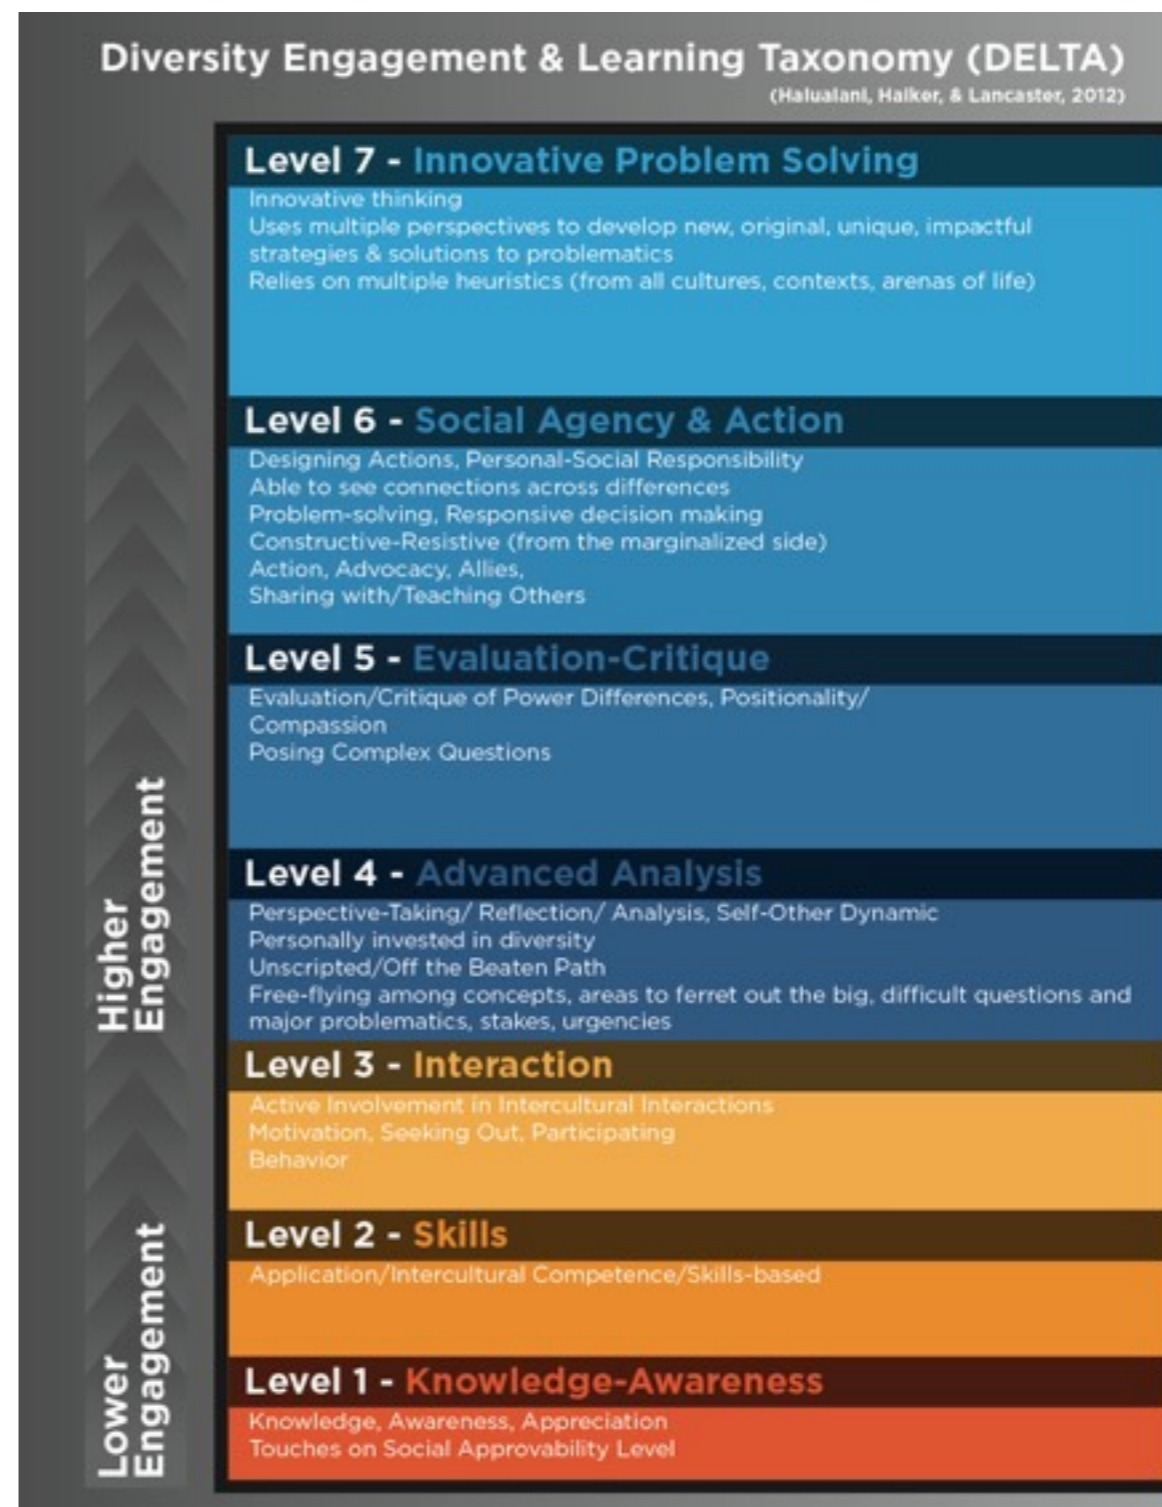 Diversity Engagement & Learning Taxonomy (DELTA)
(Halualani, Haiker, & Lancaster, 2012)
Level 7 - Innovative Problem Solving
Innovative thinking
Uses multiple perspectives to develop new, original, unique, impactful
strategies & solutions to problematics
Relies on multiple heuristics (from all cultures, contexts, arenas of life)
Level 6 - Social Agency & Action
Designing Actions, Personal-Social Responsibility
Able to see connections across differences
Problem-solving, Responsive decision making
Constructive-Resistive (from the marginalized side)
Action, Advocacy, Allies,
Sharing with/Teaching Others
Level 5 - Evaluation-Critique
Evaluation/Critique of Power Differences, Positionality/
Compassion
Posing Complex Questions
Level 4 - Advanced Analysis
Perspective-Taking/ Reflection/ Analysis, Self-Other Dynamic
Personally invested in diversity
Unscripted/Off the Beaten Path
Free-flying among concepts, areas to ferret out the big, difficult questions and
major problematics, stakes, urgencies
Level 3 - Interaction
Active Involvement in Intercultural Interactions
Motivation, Seeking Out, Participating
Behavior
Level 2 - Skills
Application/Intercultural Competence/Skills-based
Level 1 - Knowledge-Awareness
Knowledge, Awareness, Appreciation
Touches on Social Approvability Level
Higher
Engagement
Lower
Engagement